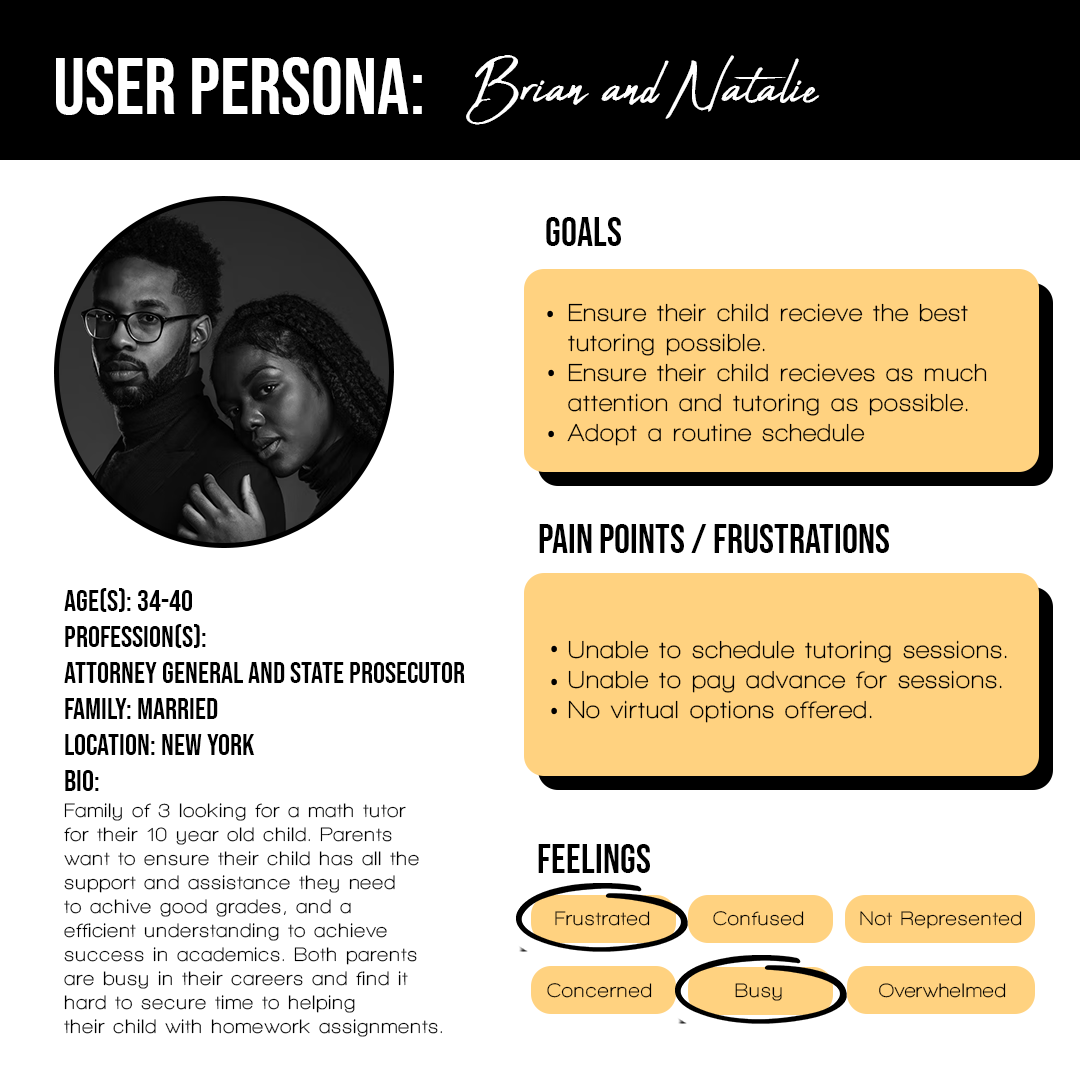 USER PERSONA: Brian and Natalie
AGE(S): 34-40
PROFESSION(S):
ATTORNEY GENERAL AND STATE PROSECUTOR
FAMILY: MARRIED
LOCATION: NEW YORK
BIO:
Family of 3 looking for a math tutor
for their 10 year old child. Parents
want to ensure their child has all the
support and assistance they need
to achive good grades, and a
efficient understanding to achieve
success in academics. Both parents
are busy in their careers and find it
hard to secure time to helping
their child with homework assignments.
GOALS
• Ensure their child recieve the best
tutoring possible.
• Ensure their child recieves as much
attention and tutoring as possible.
• Adopt a routine schedule
PAIN POINTS / FRUSTRATIONS
• Unable to schedule tutoring sessions.
• Unable to pay advance for sessions.
• No virtual options offered.
FEELINGS
Frustrated Confused Not Represented
Concerned Busy Overwhelmed